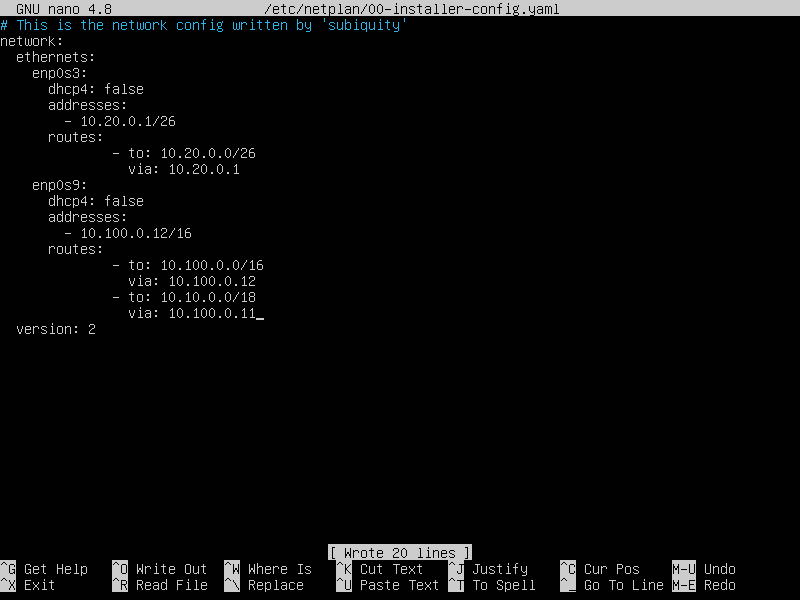 GNU nano 4.8 /etc/netplan/00-installer-config.yaml
# This is the network config written by 'subiquity'
network:
  ethernets:
    enp0s3:
      dhcp4: false
      addresses:
        - 10.20.0.1/26
      routes:
              - to: 10.20.0.0/26
                via: 10.20.0.1
    enp0s9:
      dhcp4: false
      addresses:
        - 10.100.0.12/16
      routes:
              - to: 10.100.0.0/16
                via: 10.100.0.12
              - to: 10.10.0.0/18
                via: 10.100.0.11_
  version: 2
[ Wrote 20 lines ]
^G Get Help ^O Write Out ^W Where Is ^K Cut Text ^J Justify ^C Cur Pos M-U Undo
^X Exit ^R Read File ^\ Replace ^U Paste Text ^T To Spell ^_ Go To Line M-E Redo